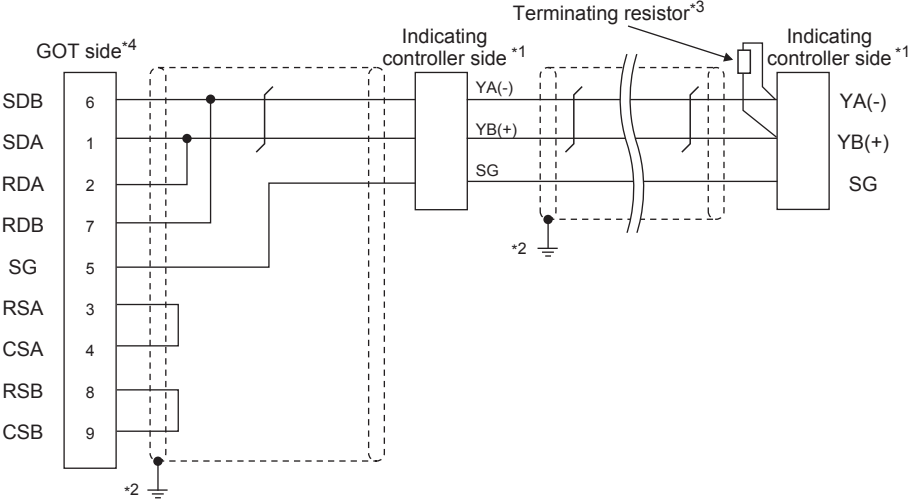 Terminating resistor*3
GOT side*4
Indicating
controller side *1
Indicating
controller side *1
SDB 6 YA(-) YA(-)
SDA 1 YB(+) YB(+)
RDA 2 SG SG
RDB 7
SG 5
RSA 3
CSA 4
RSB 8
CSB 9
*2
*2